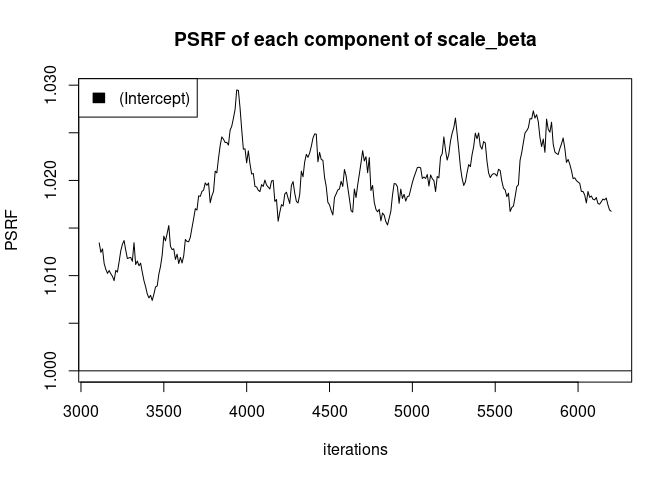 PSRF of each component of scale_beta
(Intercept)
PSRF
1.030
1.020
1.010
1.000
3000 3500 4000 4500 5000 5500 6000
iterations